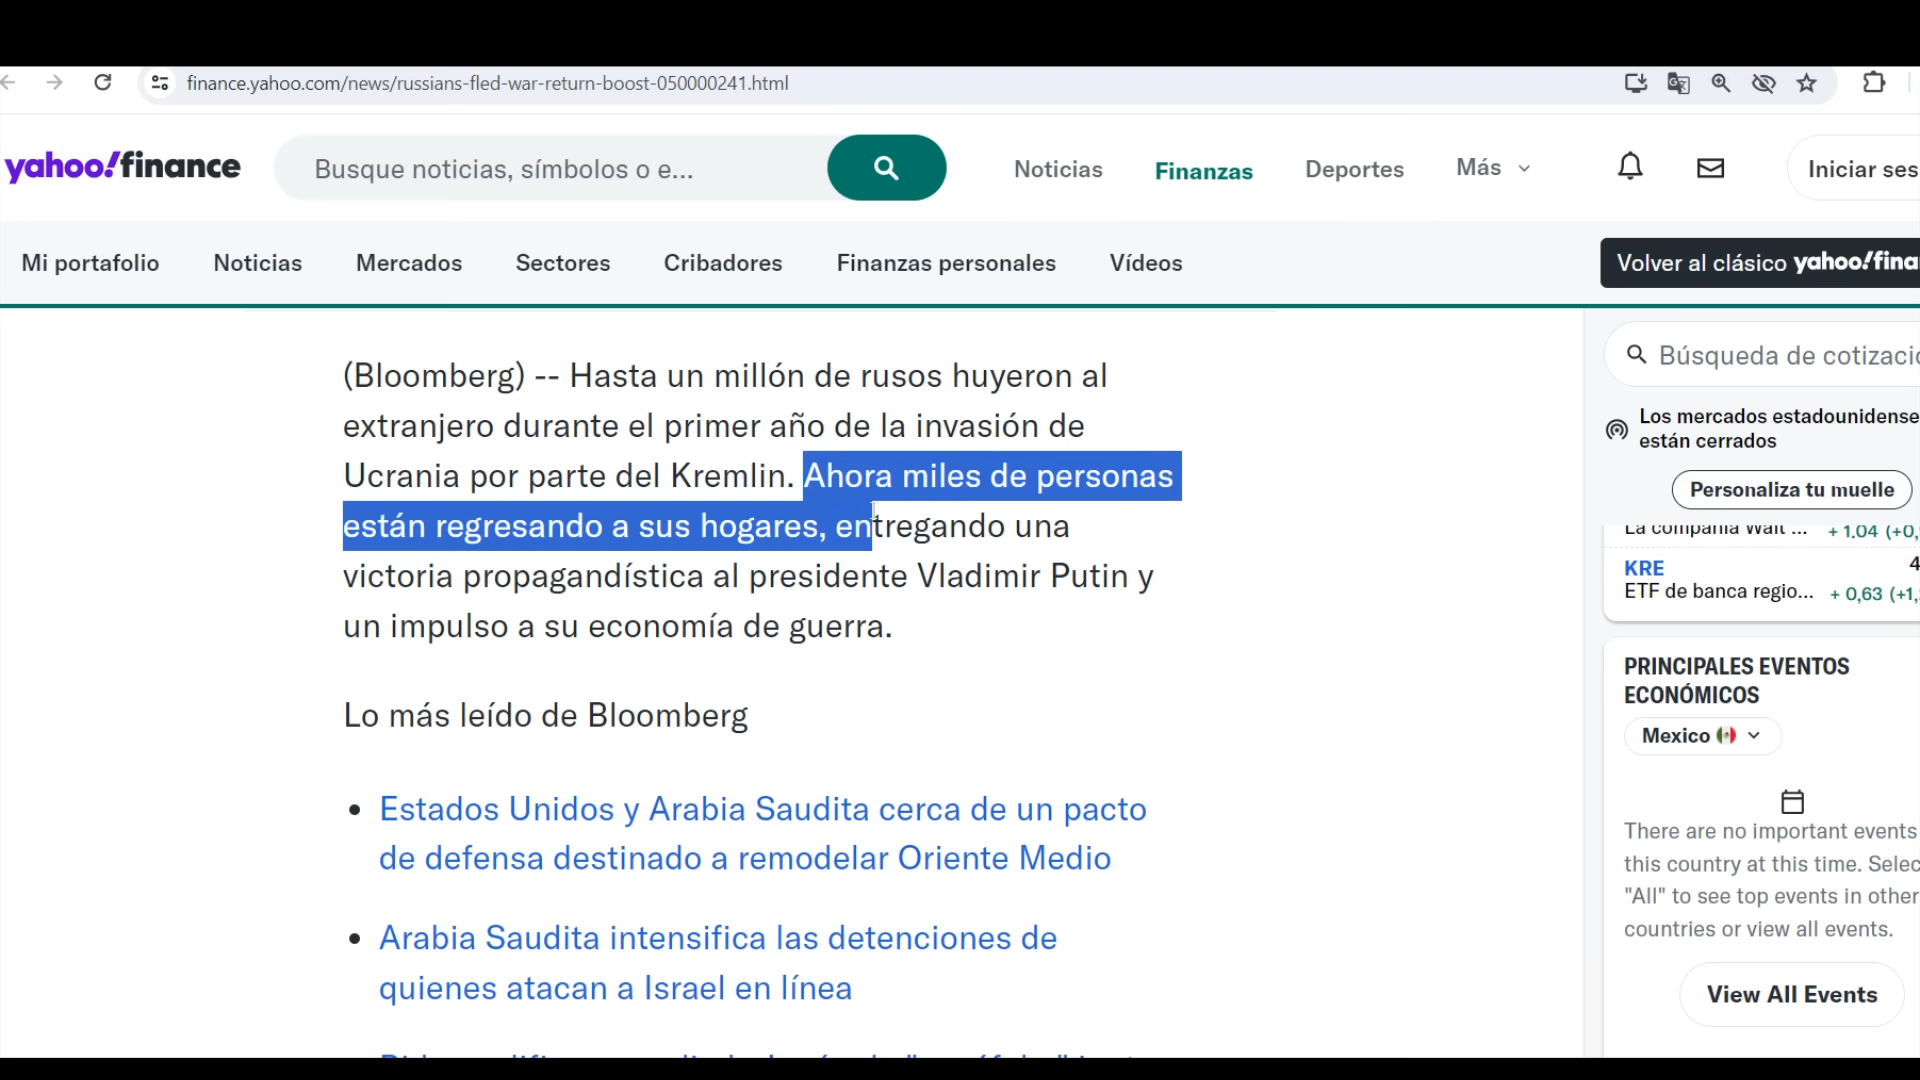 finance.yahoo.com/news/russians-fled-war-return-boost-050000241.html
yahoo!finance
Busque noticias, símbolos o e...
Noticias
Finanzas
Deportes
Más
Iniciar ses
Mi portafolio
Noticias
Mercados
Sectores
Cribadores
Finanzas personales
Vídeos
Volver al clásico yahoo!fina
(Bloomberg) -- Hasta un millón de rusos huyeron al
extranjero durante el primer año de la invasión de
Ucrania por parte del Kremlin. Ahora miles de personas
están regresando a sus hogares, entregando una
victoria propagandística al presidente Vladimir Putin y
un impulso a su economía de guerra.
Lo más leído de Bloomberg
• Estados Unidos y Arabia Saudita cerca de un pacto
de defensa destinado a remodelar Oriente Medio
• Arabia Saudita intensifica las detenciones de
quienes atacan a Israel en línea
Búsqueda de cotizacio
Los mercados estadounidense
están cerrados
Personaliza tu muelle
La compañía Walt ... + 1.04 (+0,
KRE 4
ETF de banca regio... + 0,63 (+1,
PRINCIPALES EVENTOS
ECONÓMICOS
Mexico
There are no important events
this country at this time. Selec
"All" to see top events in other
countries or view all events.
View All Events